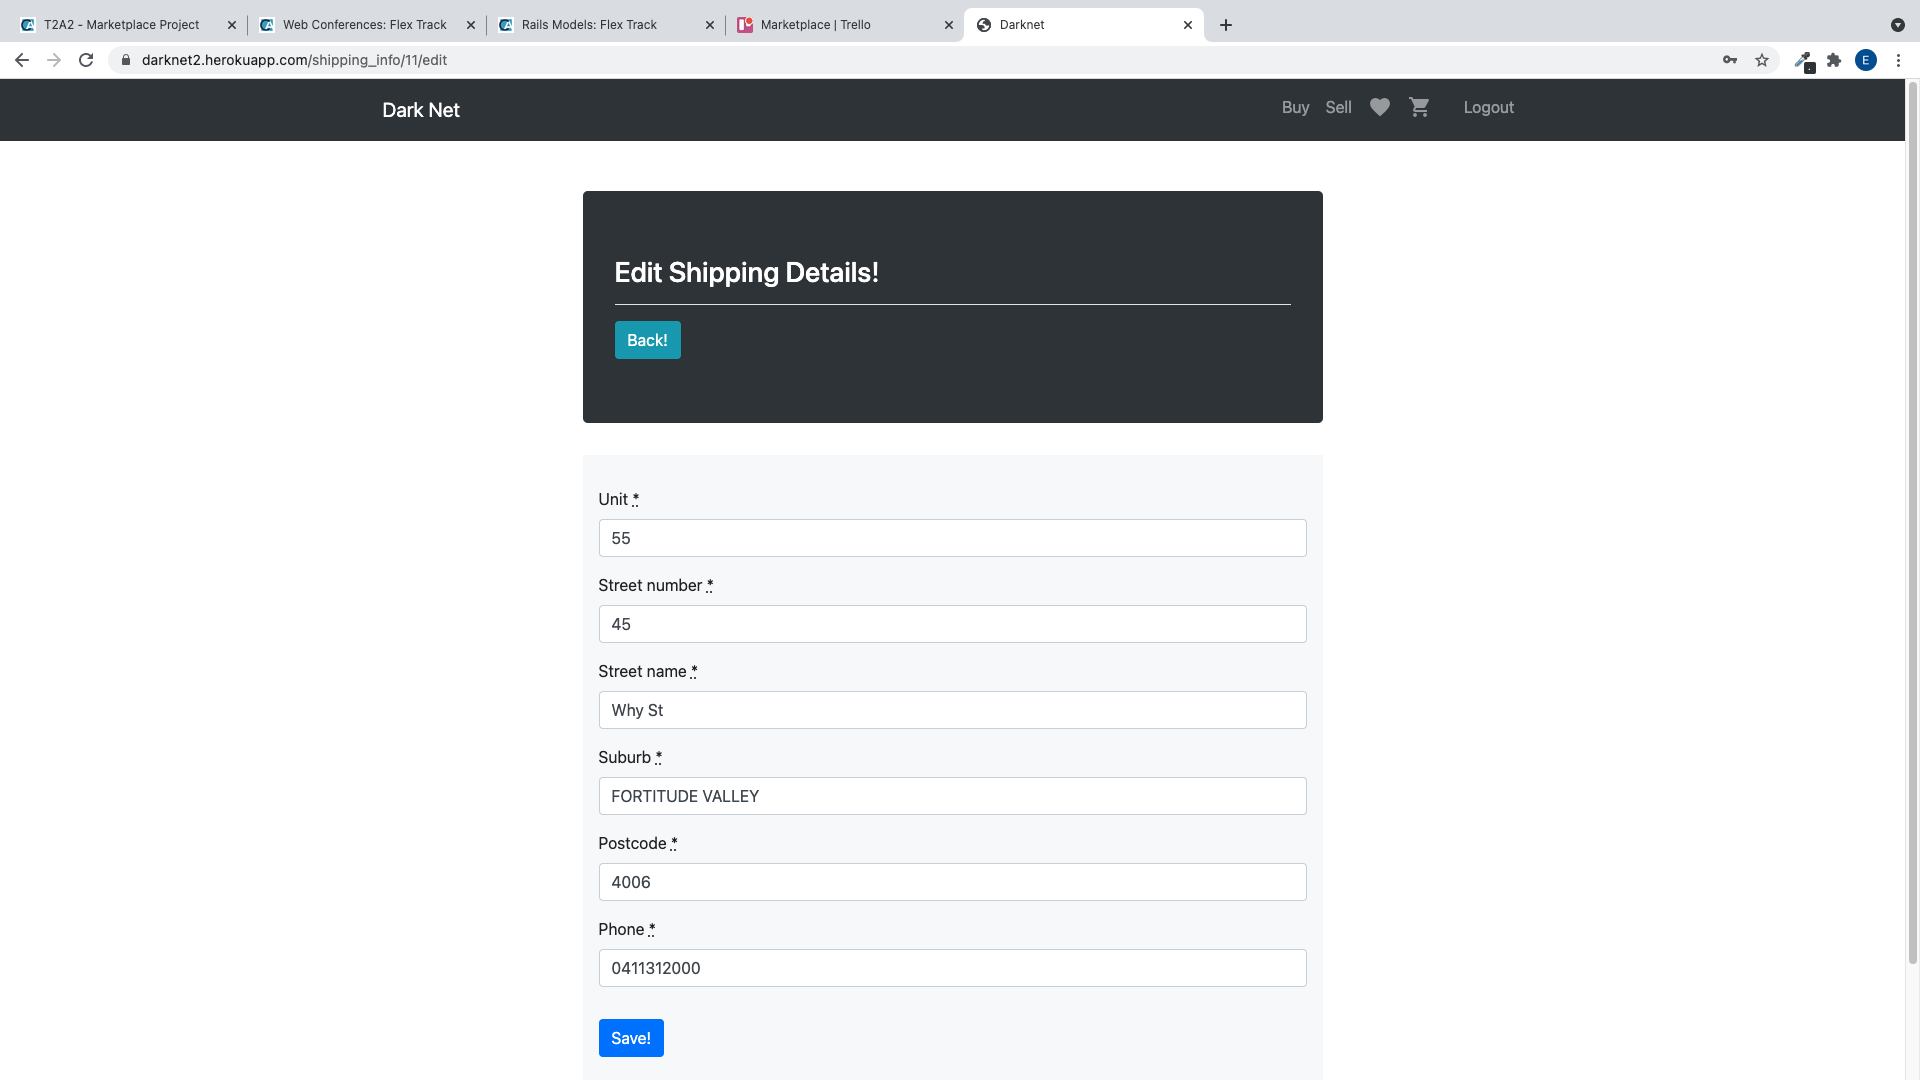 T2A2 - Marketplace Project
Web Conferences: Flex Track
Rails Models: Flex Track
Marketplace | Trello
Darknet
darknet2.herokuapp.com/shipping_info/11/edit
E
Dark Net
Buy Sell
Logout
Edit Shipping Details!
Back!
Unit *
55
Street number *
45
Street name *
Why St
Suburb *
FORTITUDE VALLEY
Postcode *
4006
Phone *
0411312000
Save!